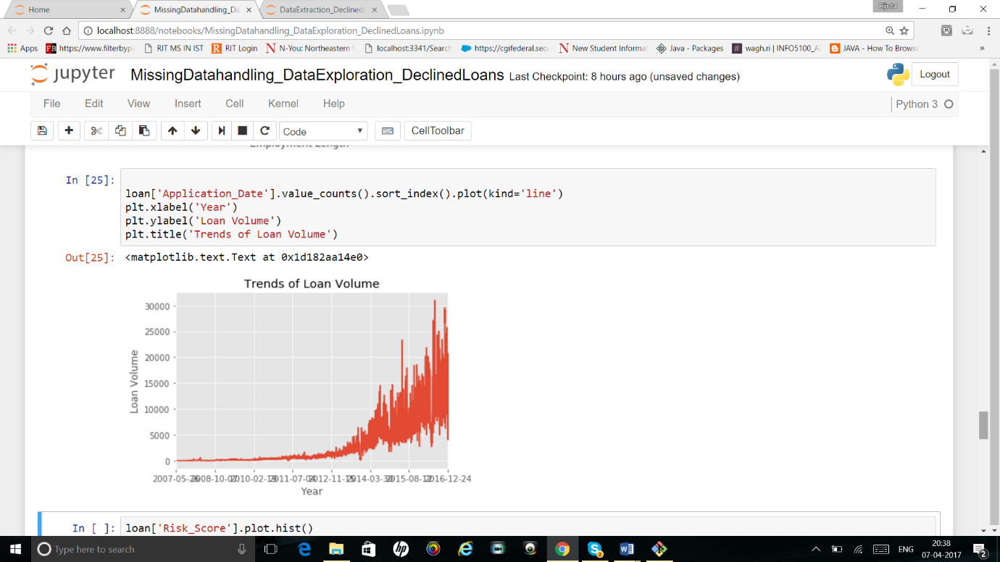 Home
MissingDatahandling_Da
DataExtraction_Declined
Rijuta
localhost:8888/notebooks/MissingDatahandling_DataExploration_DeclinedLoans.ipynb
Apps https://www.filterbypa RIT MS IN IST RIT Login N-You: Northeastern localhost:3341/Search https://cgifederal.secu New Student Informa Java - Packages wagh.ri | INFO5100_A JAVA - How To Browse
jupyter MissingDatahandling_DataExploration_DeclinedLoans Last Checkpoint: 8 hours ago (unsaved changes) Logout
File Edit View Insert Cell Kernel Help Python 3
Code CellToolbar
Employment Length
In [25]:
loan['Application_Date'].value_counts().sort_index().plot(kind='line')
plt.xlabel('Year')
plt.ylabel('Loan Volume')
plt.title('Trends of Loan Volume')
Out[25]: <matplotlib.text.Text at 0x1d182aa14e0>
Trends of Loan Volume
30000
25000
20000
15000
10000
5000
0
Loan Volume
2007-05-26 2008-10-07 2010-02-19 2011-07-04 2012-11-15 2014-03-30 2015-08-12 2016-12-24
Year
In [ ]: loan['Risk_Score'].plot.hist()
Type here to search
ENG
20:38
07-04-2017
2